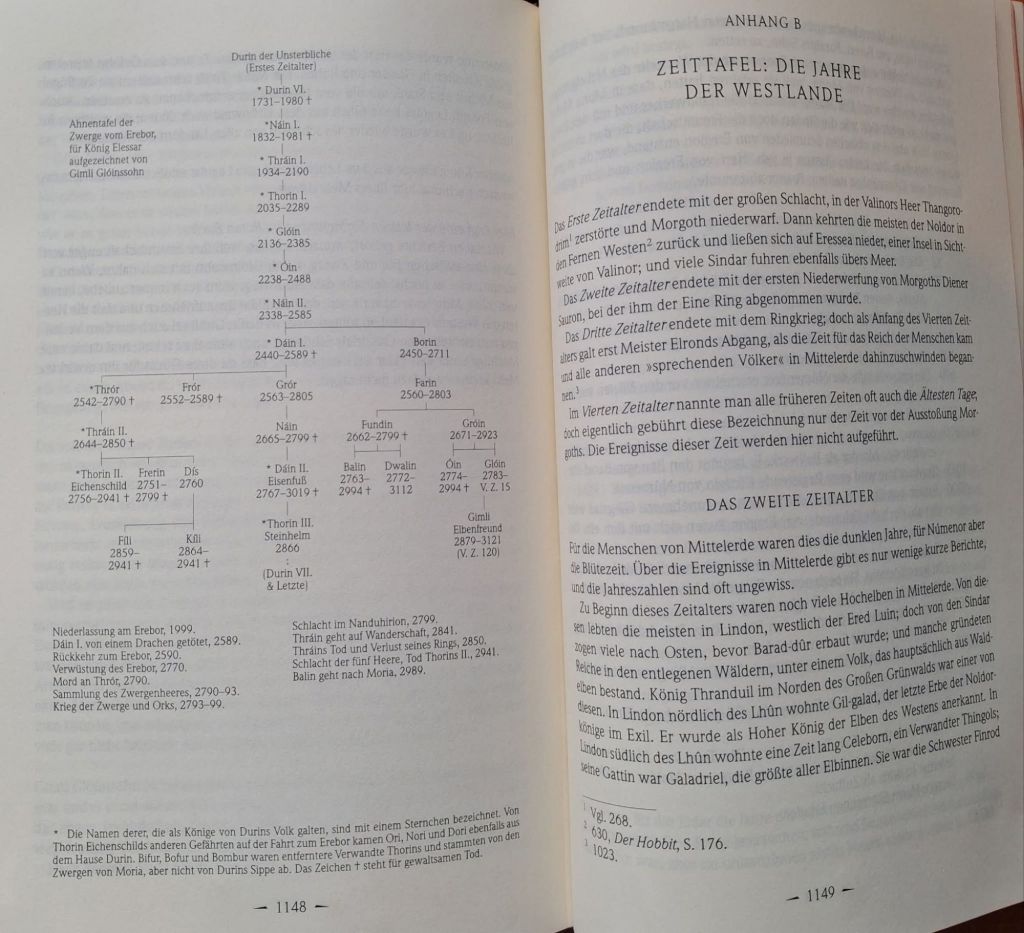 Durin der Unsterbliche
(Erstes Zeitalter)
* Durin VI.
1731–1980 †
Ahnentafel der
Zwerge vom Erebor,
für König Elessar
aufgezeichnet von
Gimli Glóinssohn
*Náin I.
1832–1981 †
* Thráin I.
1934–2190
* Thorin I.
2035–2289
* Glóin
2136–2385
* Óin
2238–2488
* Náin II.
2338–2585
* Dáin I. Borin
2440–2589 † 2450–2711
*Thrór Frór Grór Farin
2542–2790 † 2552–2589 † 2563–2805 2560–2803
*Thráin II. Náin Fundin Gróin
2644–2850 † 2665–2799 † 2662–2799 † 2671–2923
*Thorin II. Frerin Dís * Dáin II. Balin Dwalin Óin Glóin
Eichenschild 2751– 2760 Eisenfuß 2763– 2772– 2774– 2783–
2756–2941 † 2799 † 2767–3019 † 2994 † 3112 2994 † V. Z. 15
Fíli Kíli *Thorin III. Gimli
2859– 2864– Steinhelm Elbenfreund
2941 † 2941 † 2866 2879–3121
(V. Z. 120)
:
(Durin VII.
& Letzte)
Niederlassung am Erebor, 1999.
Dáin I. von einem Drachen getötet, 2589.
Rückkehr zum Erebor, 2590.
Verwüstung des Erebor, 2770.
Mord an Thrór, 2790.
Sammlung des Zwergenheeres, 2790–93.
Krieg der Zwerge und Orks, 2793–99.
Schlacht im Nanduhirion, 2799.
Thráin geht auf Wanderschaft, 2841.
Thráins Tod und Verlust seines Rings, 2850.
Schlacht der fünf Heere, Tod Thorins II., 2941.
Balin geht nach Moria, 2989.
* Die Namen derer, die als Könige von Durins Volk galten, sind mit einem Sternchen bezeichnet. Von
Thorin Eichenschilds anderen Gefährten auf der Fahrt zum Erebor kamen Ori, Nori und Dori ebenfalls aus
dem Hause Durin. Bifur, Bofur und Bombur waren entferntere Verwandte Thorins und stammten von den
Zwergen von Moria, aber nicht von Durins Sippe ab. Das Zeichen † steht für gewaltsamen Tod.
— 1148 —
ANHANG B
ZEITTAFEL: DIE JAHRE
DER WESTLANDE
Das Erste Zeitalter endete mit der großen Schlacht, in der Valinors Heer Thangoro-
drim¹ zerstörte und Morgoth niederwarf. Dann kehrten die meisten der Noldor in
den Fernen Westen² zurück und ließen sich auf Eressea nieder, einer Insel in Sicht-
weite von Valinor; und viele Sindar fuhren ebenfalls übers Meer.
Das Zweite Zeitalter endete mit der ersten Niederwerfung von Morgoths Diener
Sauron, bei der ihm der Eine Ring abgenommen wurde.
Das Dritte Zeitalter endete mit dem Ringkrieg; doch als Anfang des Vierten Zeit-
alters galt erst Meister Elronds Abgang, als die Zeit für das Reich der Menschen kam
und alle anderen »sprechenden Völker« in Mittelerde dahinzuschwinden began-
nen.³
Im Vierten Zeitalter nannte man alle früheren Zeiten oft auch die Ältesten Tage;
doch eigentlich gebührt diese Bezeichnung nur der Zeit vor der Ausstoßung Mor-
goths. Die Ereignisse dieser Zeit werden hier nicht aufgeführt.
DAS ZWEITE ZEITALTER
Für die Menschen von Mittelerde waren dies die dunklen Jahre, für Númenor aber
die Blütezeit. Über die Ereignisse in Mittelerde gibt es nur wenige kurze Berichte,
und die Jahreszahlen sind oft ungewiss.
Zu Beginn dieses Zeitalters waren noch viele Hochelben in Mittelerde. Von die-
sen lebten die meisten in Lindon, westlich der Ered Luin; doch von den Sindar
zogen viele nach Osten, bevor Barad-dûr erbaut wurde; und manche gründeten
Reiche in den entlegenen Wäldern, unter einem Volk, das hauptsächlich aus Wald-
elben bestand. König Thranduil im Norden des Großen Grünwalds war einer von
diesen. In Lindon nördlich des Lhûn wohnte Gil-galad, der letzte Erbe der Noldor-
könige im Exil. Er wurde als Hoher König der Elben des Westens anerkannt. In
Lindon südlich des Lhûn wohnte eine Zeit lang Celeborn, ein Verwandter Thingols;
seine Gattin war Galadriel, die größte aller Elbinnen. Sie war die Schwester Finrod
¹ Vgl. 268.
² 630, Der Hobbit, S. 176.
³ 1023.
— 1149 —